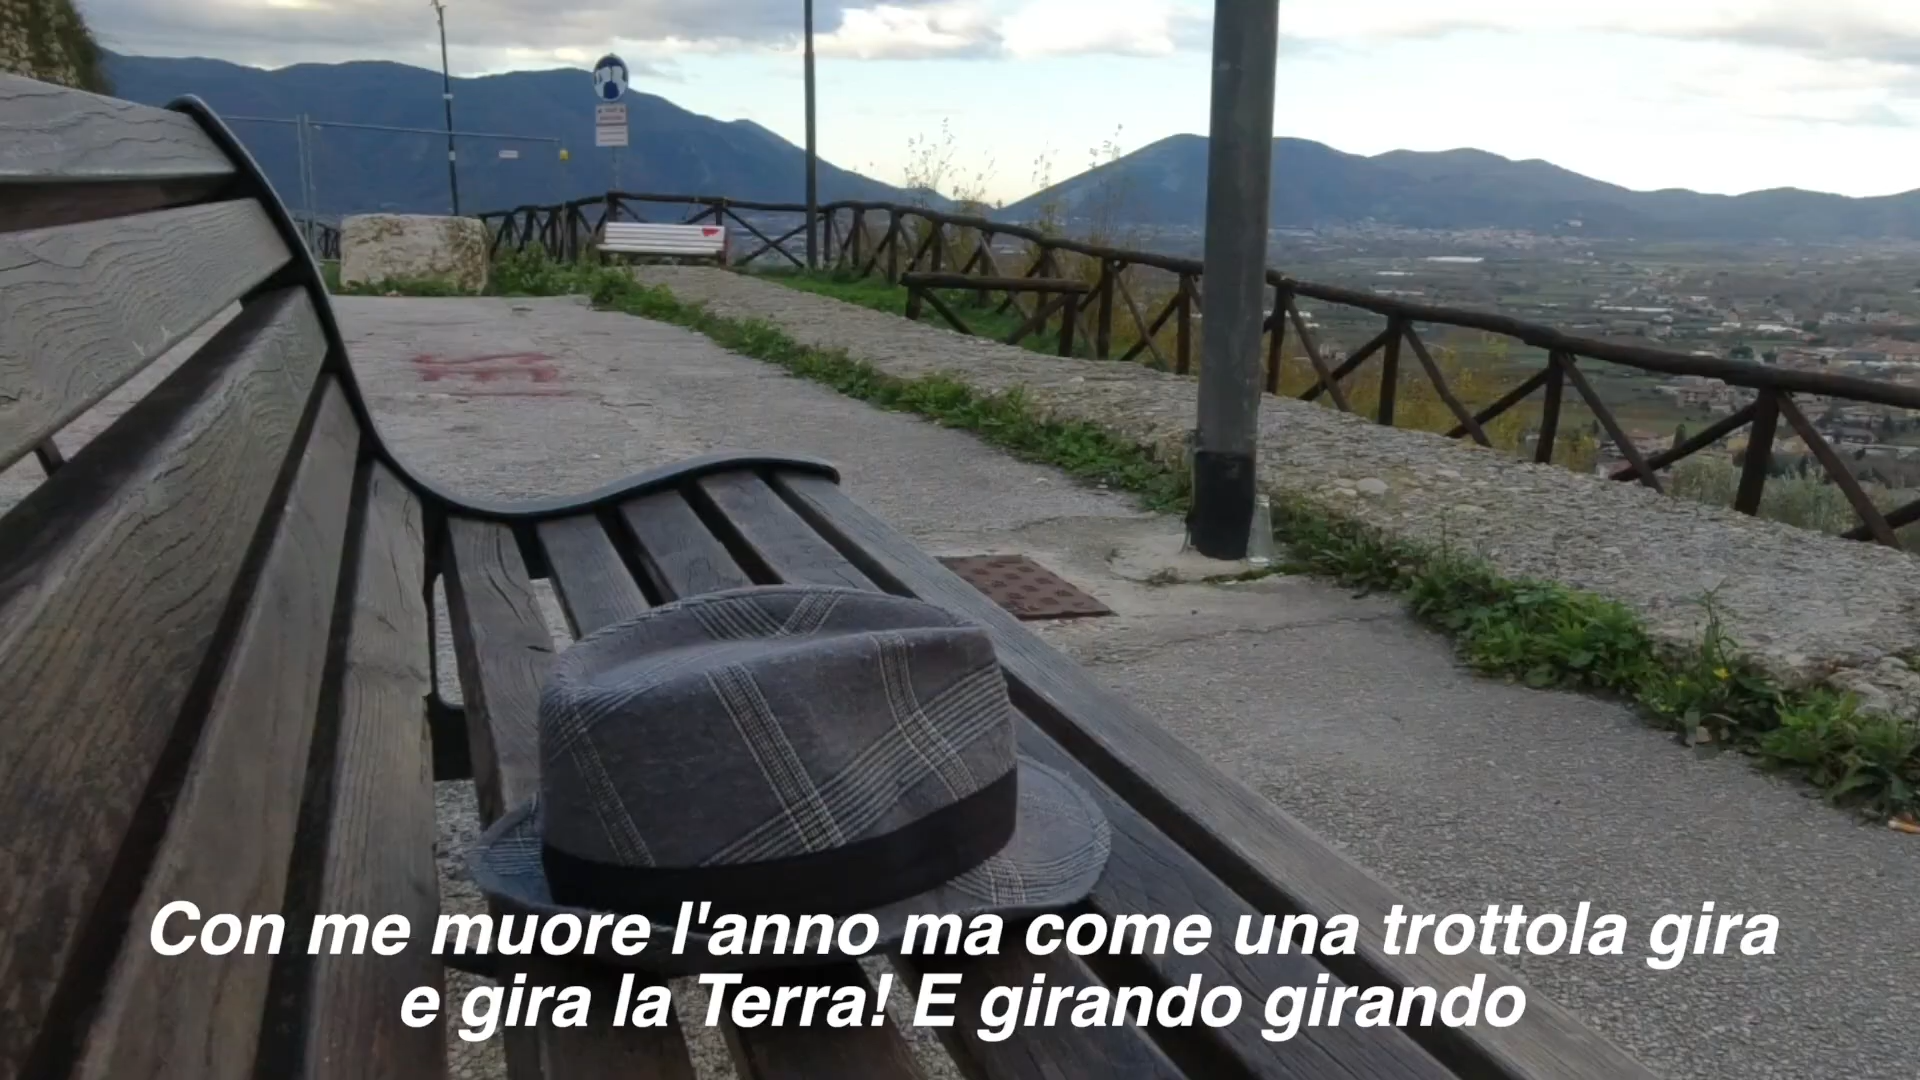 Con me muore l'anno ma come una trottola gira
e gira la Terra! E girando girando